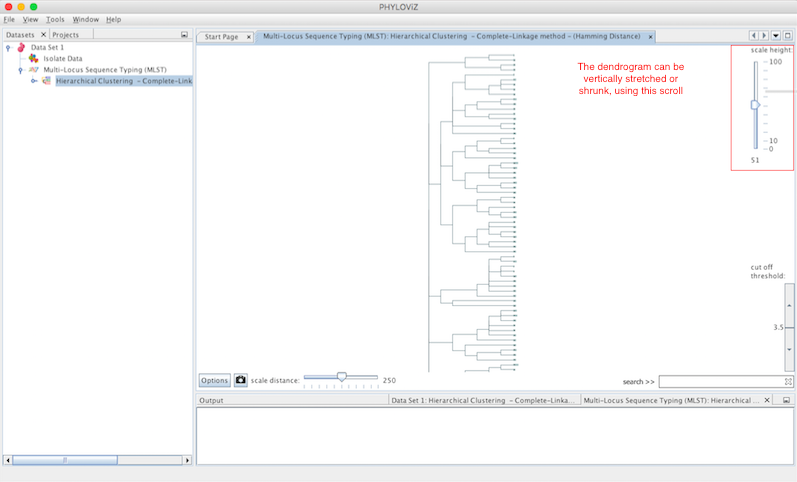 PHYLOViZ
File View Tools Window Help
Datasets Projects
Data Set 1
Isolate Data
Multi-Locus Sequence Typing (MLST)
Hierarchical Clustering - Complete-Link
Start Page
Multi-Locus Sequence Typing (MLST): Hierarchical Clustering - Complete-Linkage method - (Hamming Distance)
The dendrogram can be
vertically stretched or
shrunk, using this scroll
scale height:
100
10
0
51
cut off
threshold:
3.5
Options scale distance: 250
search >>
Output
Data Set 1: Hierarchical Clustering - Complete-Linka...
Multi-Locus Sequence Typing (MLST): Hierarchical ...